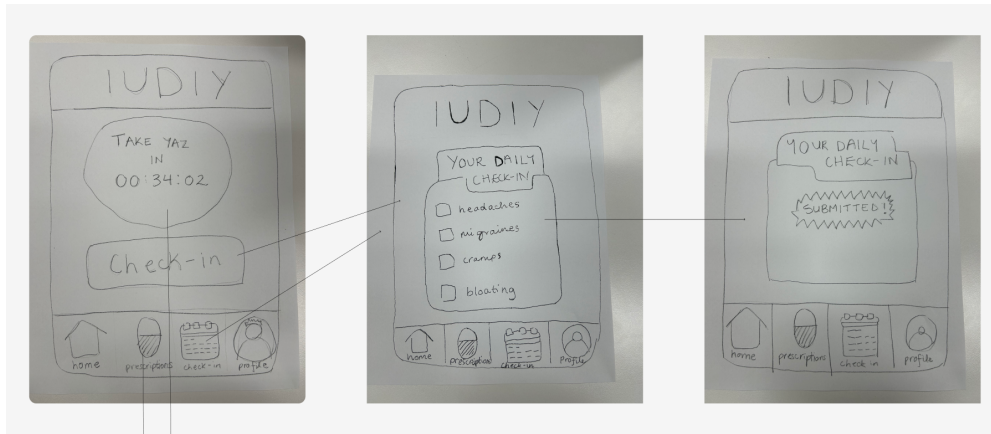 IUDIY
TAKE YAZ
IN
00:34:02
Check-in
home
prescriptions
check-in
profile
IUDIY
YOUR DAILY
CHECK-IN
headaches
migraines
cramps
bloating
home
prescription
check-in
profile
IUDIY
YOUR DAILY
CHECK-IN
SUBMITTED!
home
prescriptions
check in
profile